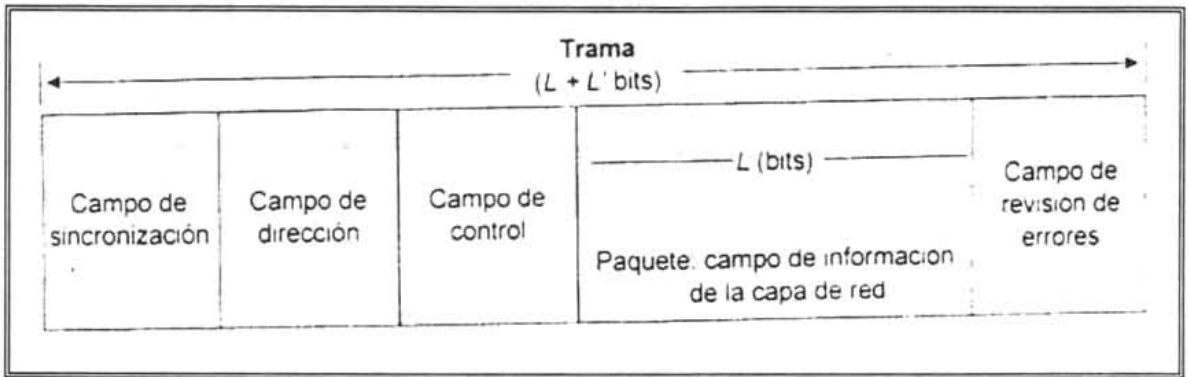 Trama
(L + L' bits)
Campo de
sincronización
Campo de
dirección
Campo de
control
L (bits)
Paquete: campo de informacion
de la capa de red
Campo de
revisión de
errores